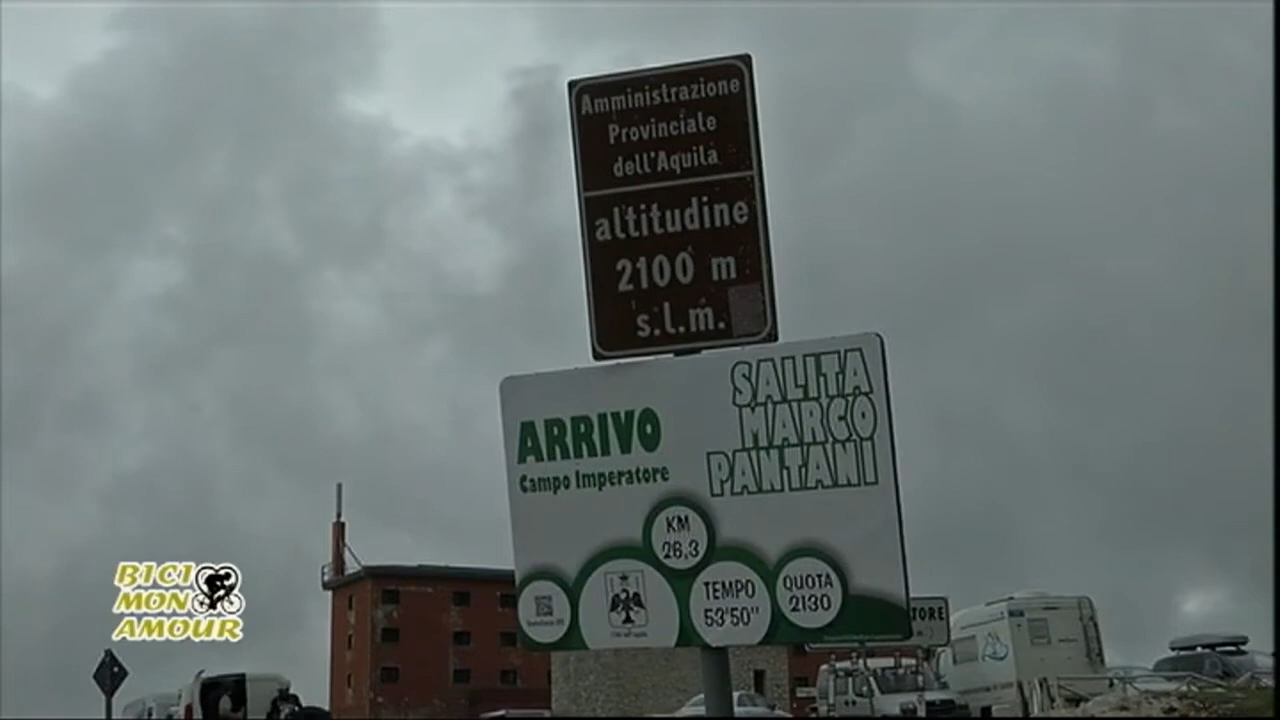 Amministrazione
Provinciale
dell'Aquila
altitudine
2100 m
s.l.m.
SALITA
MARCO
PANTANI
ARRIVO
Campo Imperatore
KM
26,3
TEMPO
53'50"
QUOTA
2130
TORE
BICI
MON
AMOUR